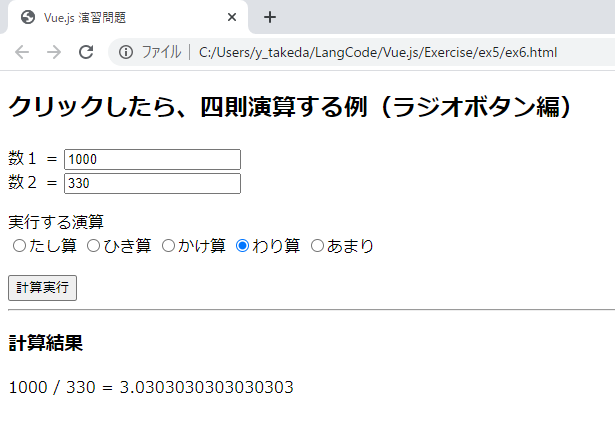 Vue.js 演習問題
ファイル C:/Users/y_takeda/LangCode/Vue.js/Exercise/ex5/ex6.html
クリックしたら、四則演算する例（ラジオボタン編）
数１ = 1000
数２ = 330
実行する演算
たし算 ひき算 かけ算 わり算 あまり
計算実行
計算結果
1000 / 330 = 3.0303030303030303